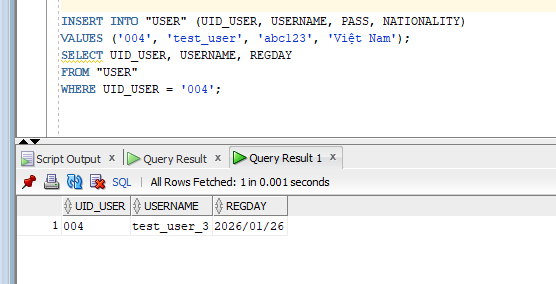 INSERT INTO "USER" (UID_USER, USERNAME, PASS, NATIONALITY)
VALUES ('004', 'test_user', 'abc123', 'Việt Nam');
SELECT UID_USER, USERNAME, REGDAY
FROM "USER"
WHERE UID_USER = '004';
Script Output x Query Result x Query Result 1 x
SQL | All Rows Fetched: 1 in 0.001 seconds
UID_USER USERNAME REGDAY
1 004 test_user_3 2026/01/26